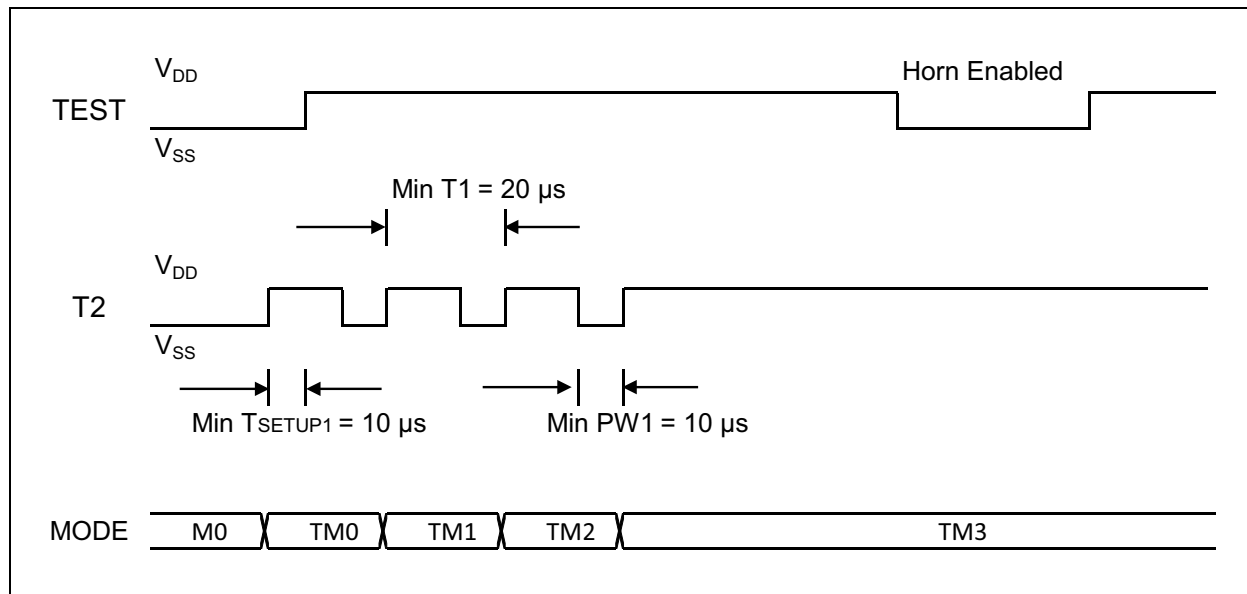 VDD
Horn Enabled
TEST
VSS
Min T1 = 20 µs
VDD
T2
VSS
Min TSETUP1 = 10 µs
Min PW1 = 10 µs
MODE
M0
TM0
TM1
TM2
TM3